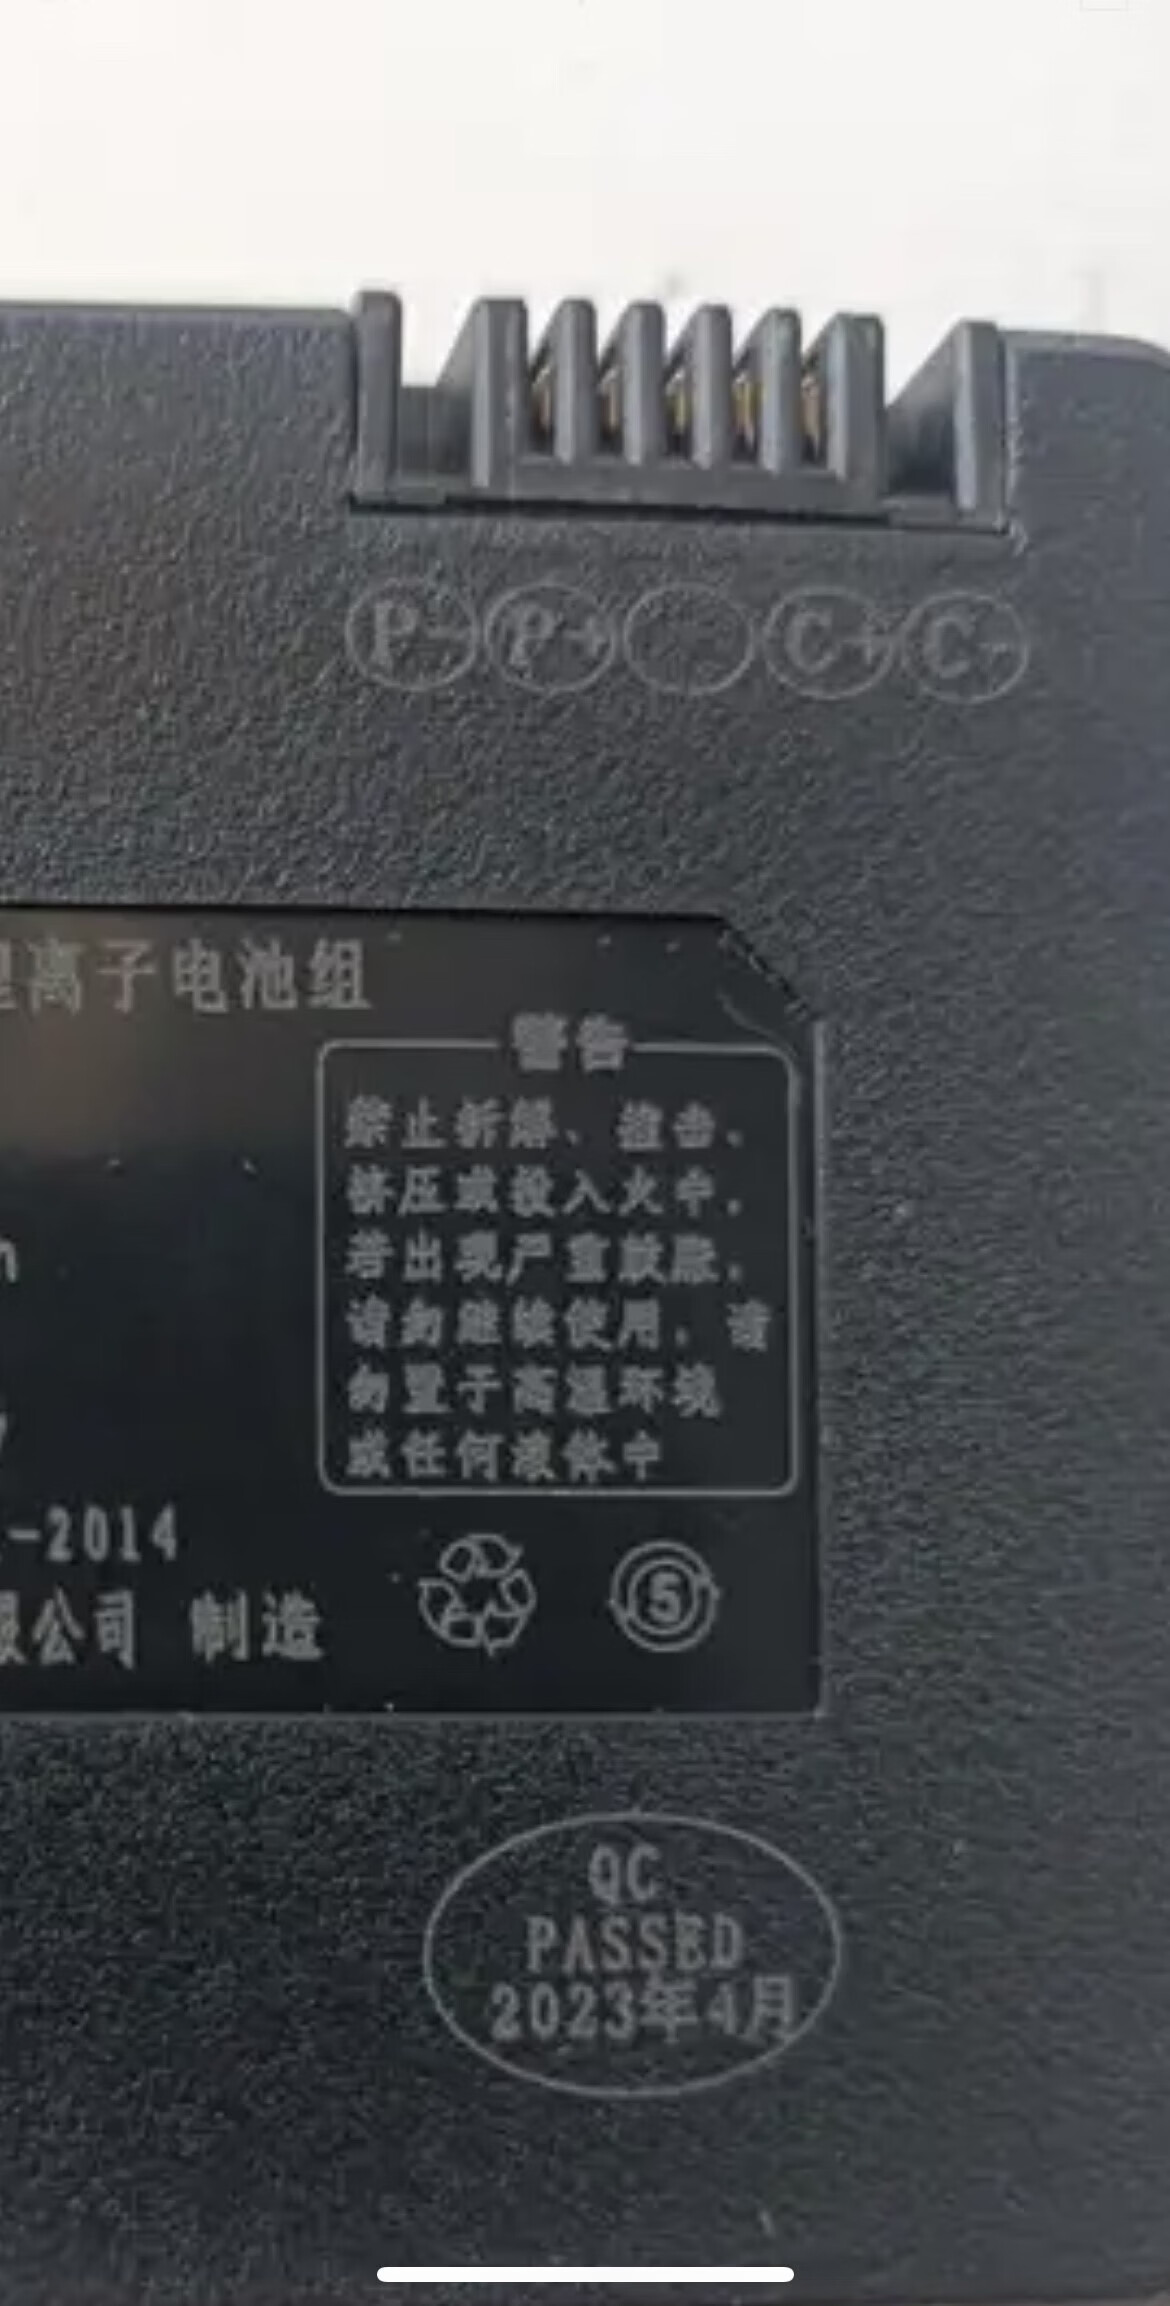 P- P+ C+ C-
离子电池组
警告
禁止拆解、撞击、
挤压或投入火中,
若出现严重鼓胀,
请勿继续使用,请
勿置于高温环境
或任何液体中
-2014
公司 制造
5
QC
PASSED
2023年4月